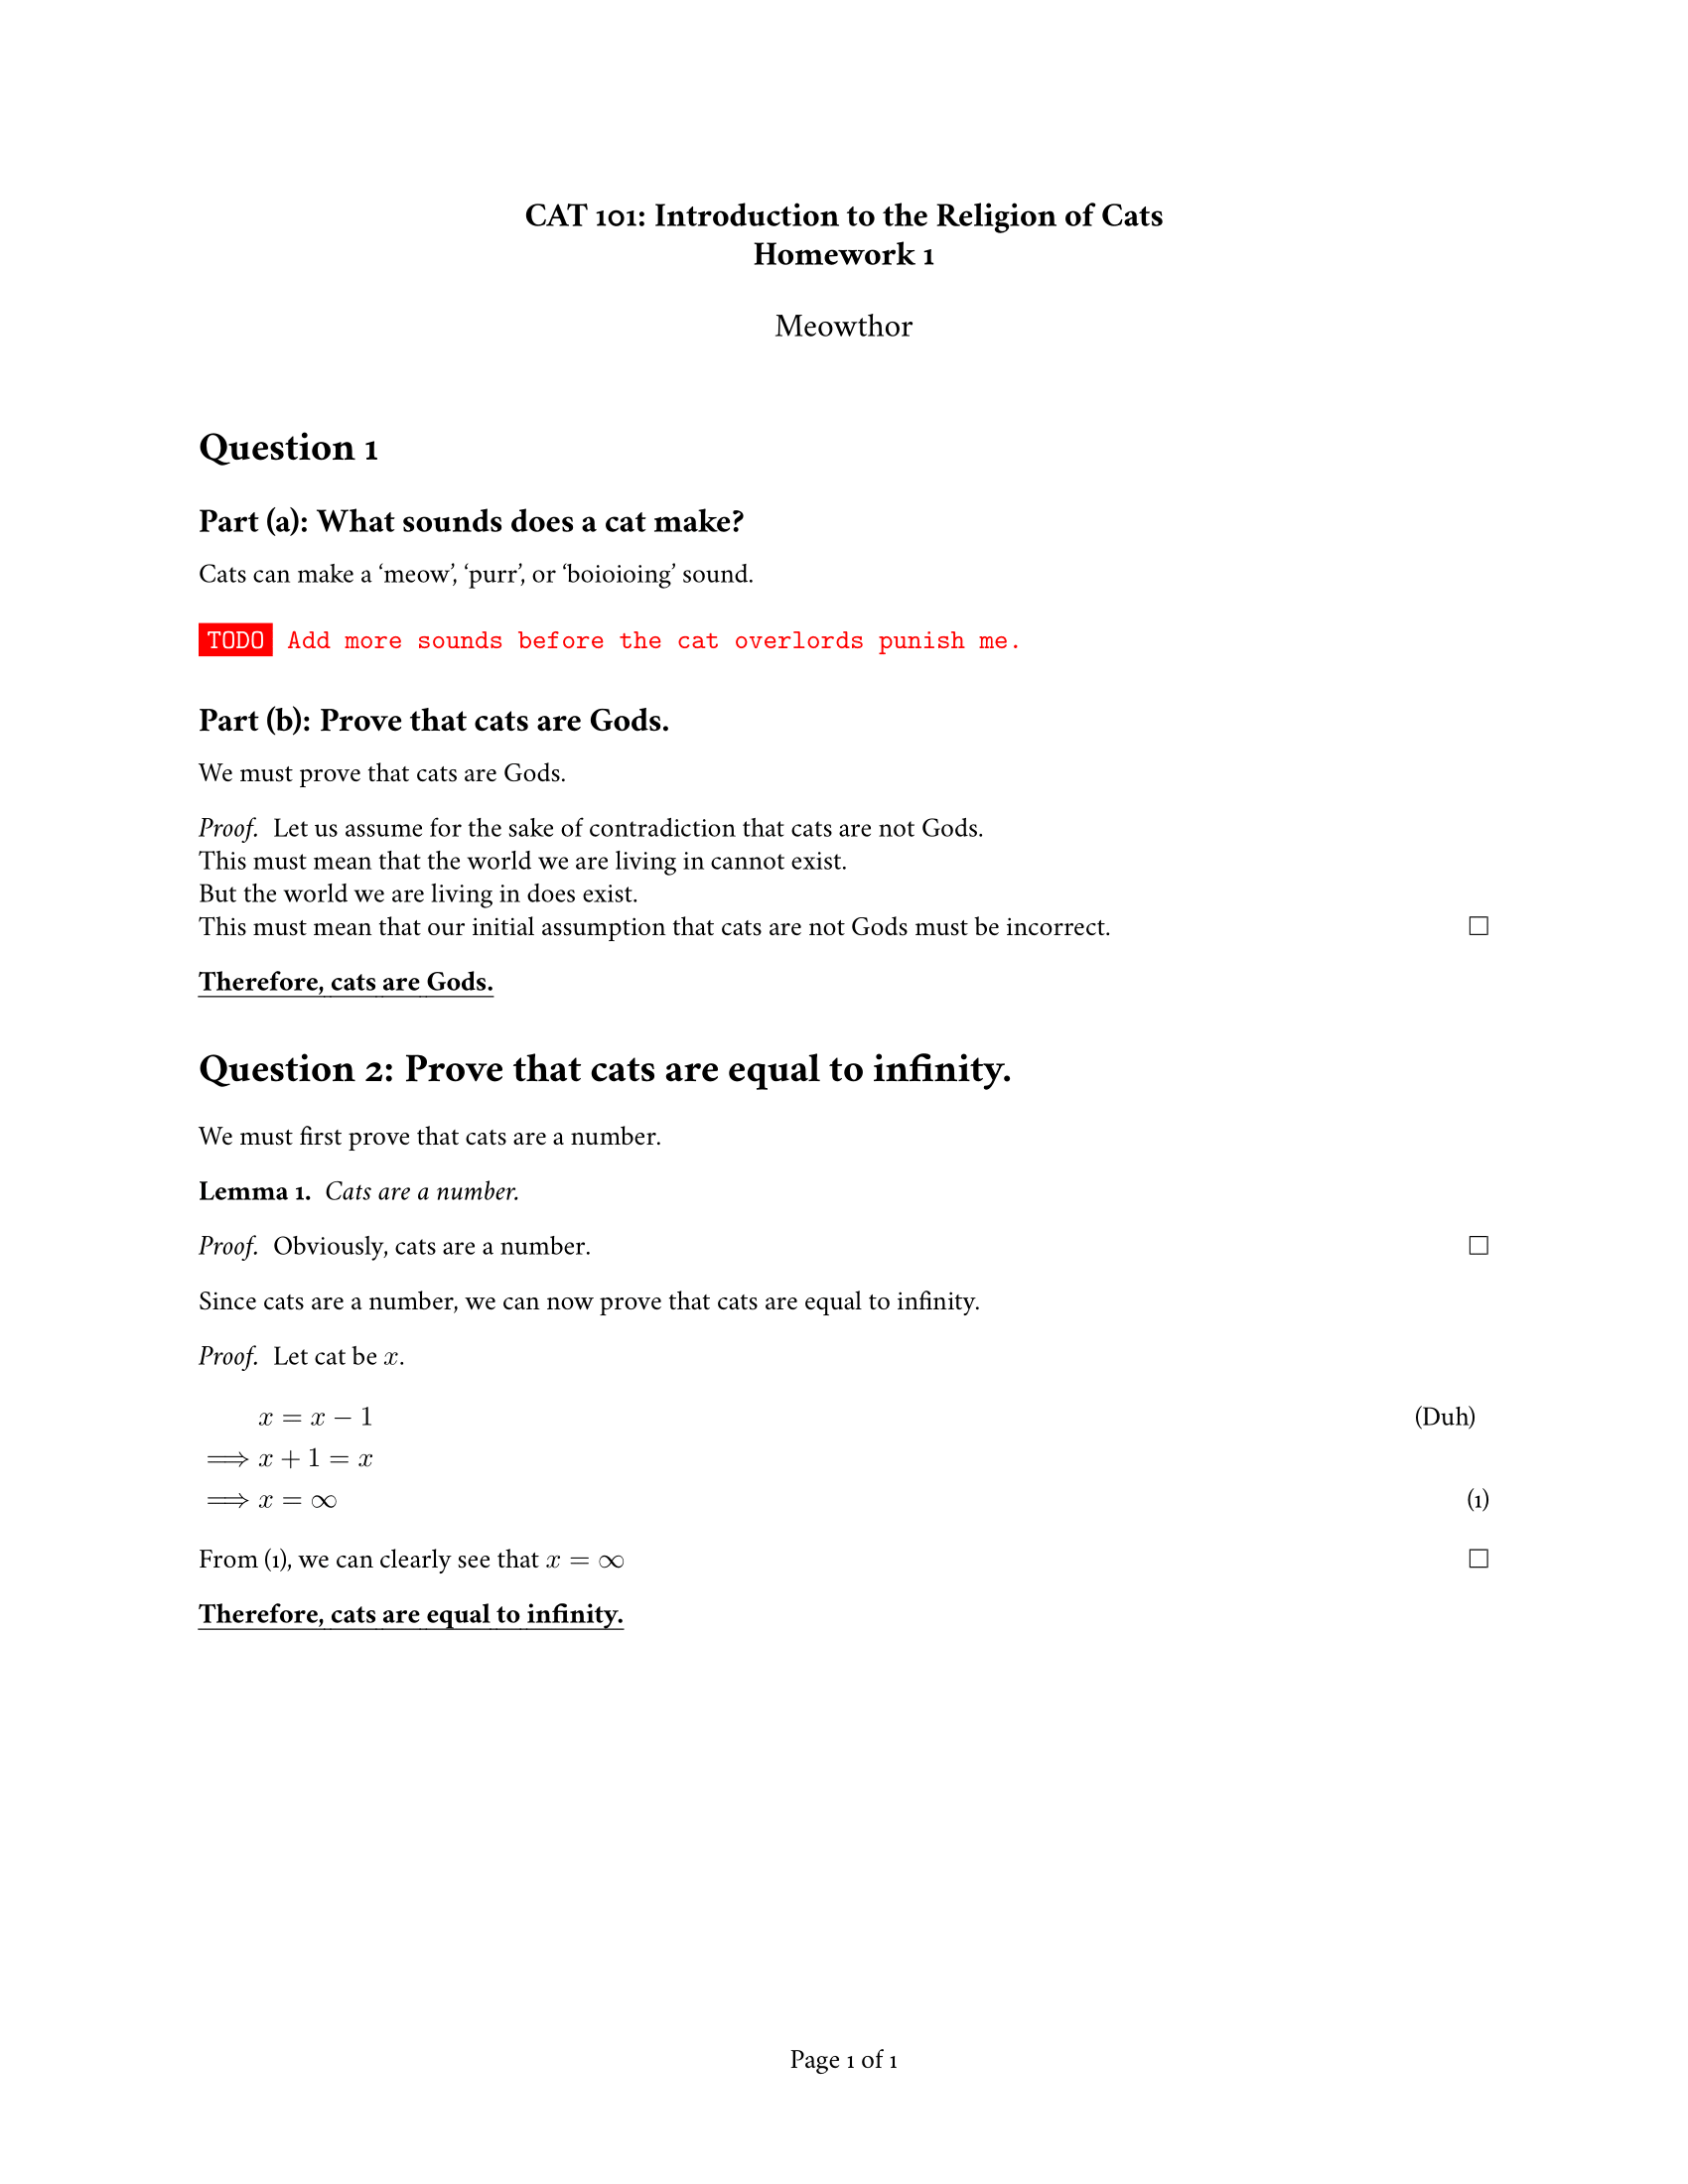 CAT 101: Introduction to the Religion of Cats
Homework 1
Meowthor
Question 1
Part (a): What sounds does a cat make?
Cats can make a ‘meow’, ‘purr’, or ‘boioioing’ sound.
TODO Add more sounds before the cat overlords punish me.
Part (b): Prove that cats are Gods.
We must prove that cats are Gods.
Proof. Let us assume for the sake of contradiction that cats are not Gods.
This must mean that the world we are living in cannot exist.
But the world we are living in does exist.
This must mean that our initial assumption that cats are not Gods must be incorrect. □
Therefore, cats are Gods.
Question 2: Prove that cats are equal to infinity.
We must first prove that cats are a number.
Lemma 1. Cats are a number.
Proof. Obviously, cats are a number. □
Since cats are a number, we can now prove that cats are equal to infinity.
Proof. Let cat be x.
x = x − 1 (Duh)
⟹ x + 1 = x
⟹ x = ∞ (1)
From (1), we can clearly see that x = ∞ □
Therefore, cats are equal to infinity.
Page 1 of 1